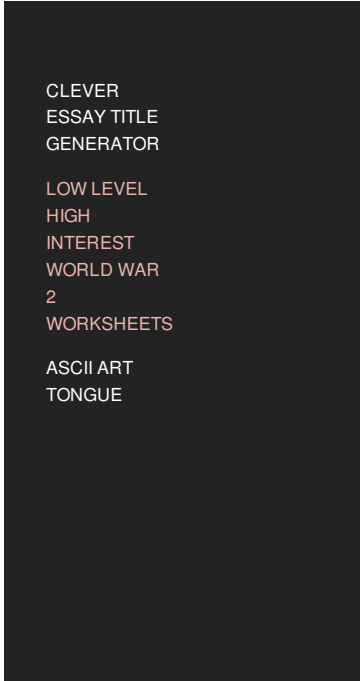 CLEVER
ESSAY TITLE
GENERATOR
LOW LEVEL
HIGH
INTEREST
WORLD WAR
2
WORKSHEETS
ASCII ART
TONGUE